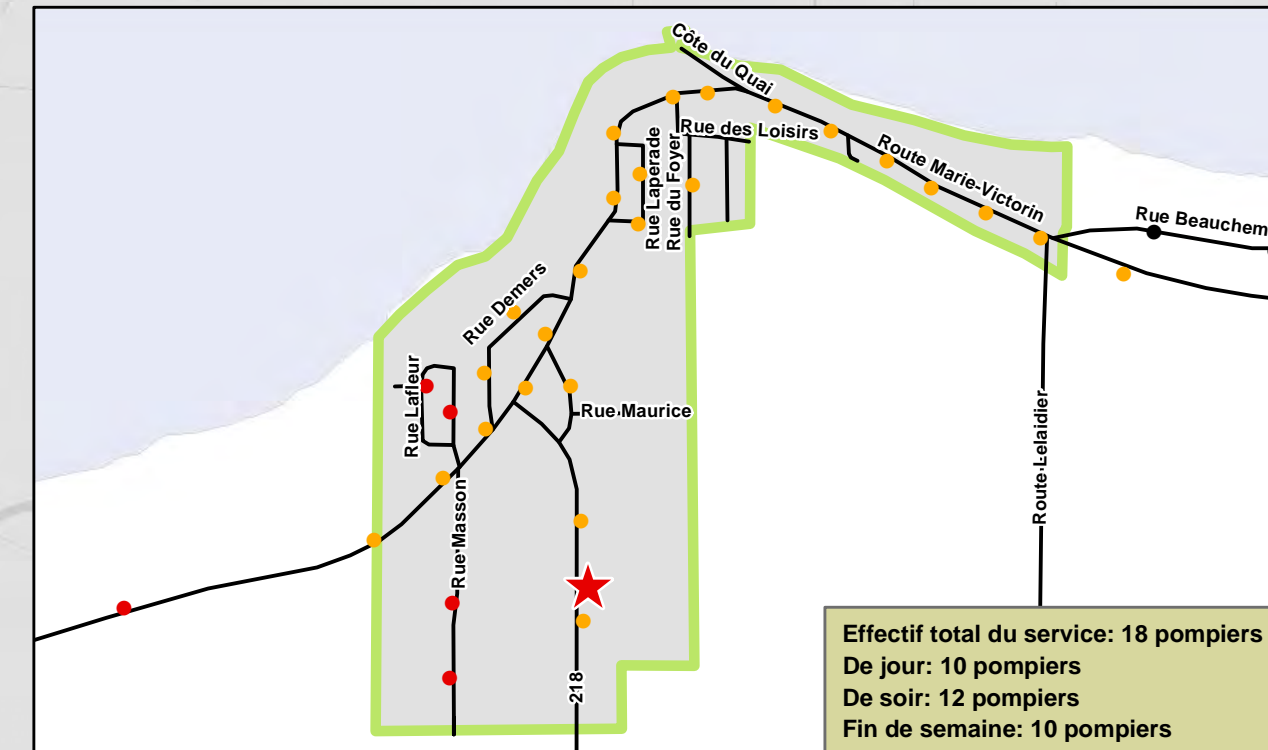 Côte du Quai
Rue des Loisirs
Rue Laperade
Rue du Foyer
Route Marie-Victorin
Rue Beauchem
Rue Demers
Rue Lafleur
Rue Maurice
Route Lelaidier
Rue Masson
218
Effectif total du service: 18 pompiers
De jour: 10 pompiers
De soir: 12 pompiers
Fin de semaine: 10 pompiers